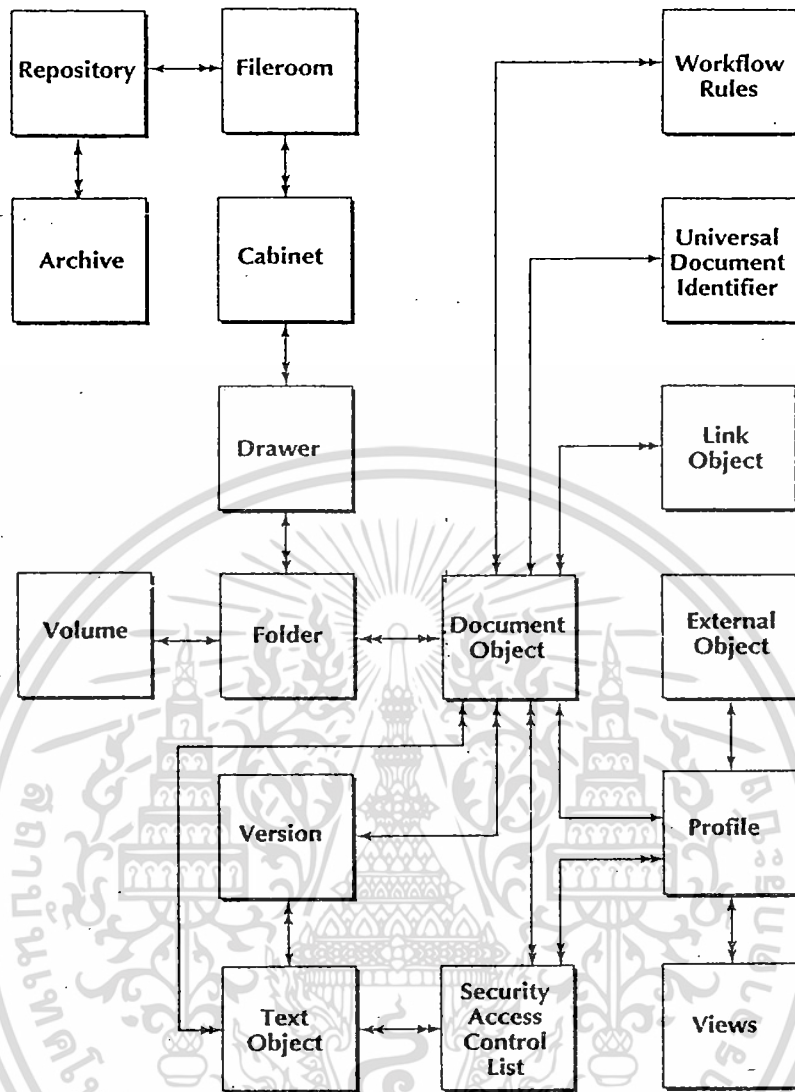 Repository
Fileroom
Workflow
Rules
Archive
Cabinet
Universal
Document
Identifier
Drawer
Link
Object
Volume
Folder
Document
Object
External
Object
Version
Profile
Text
Object
Security
Access
Control
List
Views